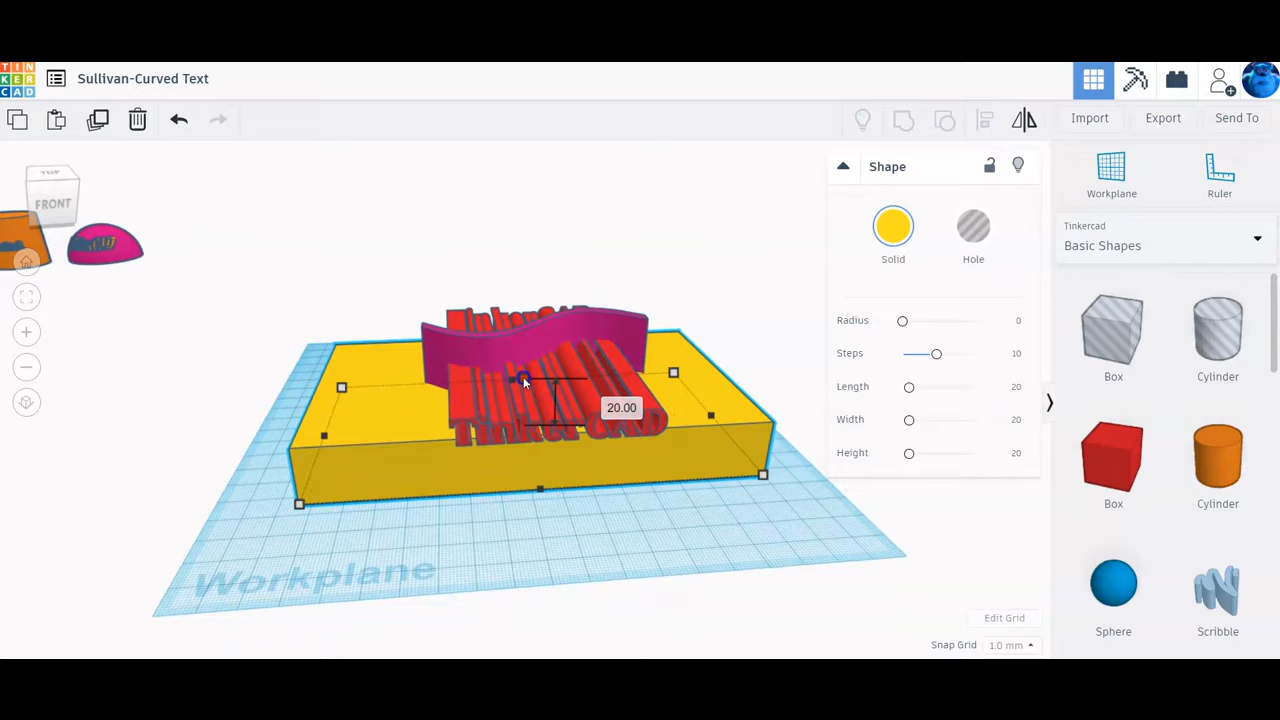 TIN
KER
CAD
Sullivan-Curved Text
Import
Export
Send To
TOP
FRONT
Shape
Workplane
Ruler
Solid
Hole
Tinkercad
Basic Shapes
Radius 0
Steps 10
Length 20
Width 20
Height 20
20.00
Tinker CAD
Box
Cylinder
Box
Cylinder
Sphere
Scribble
Workplane
Edit Grid
Snap Grid 1.0 mm